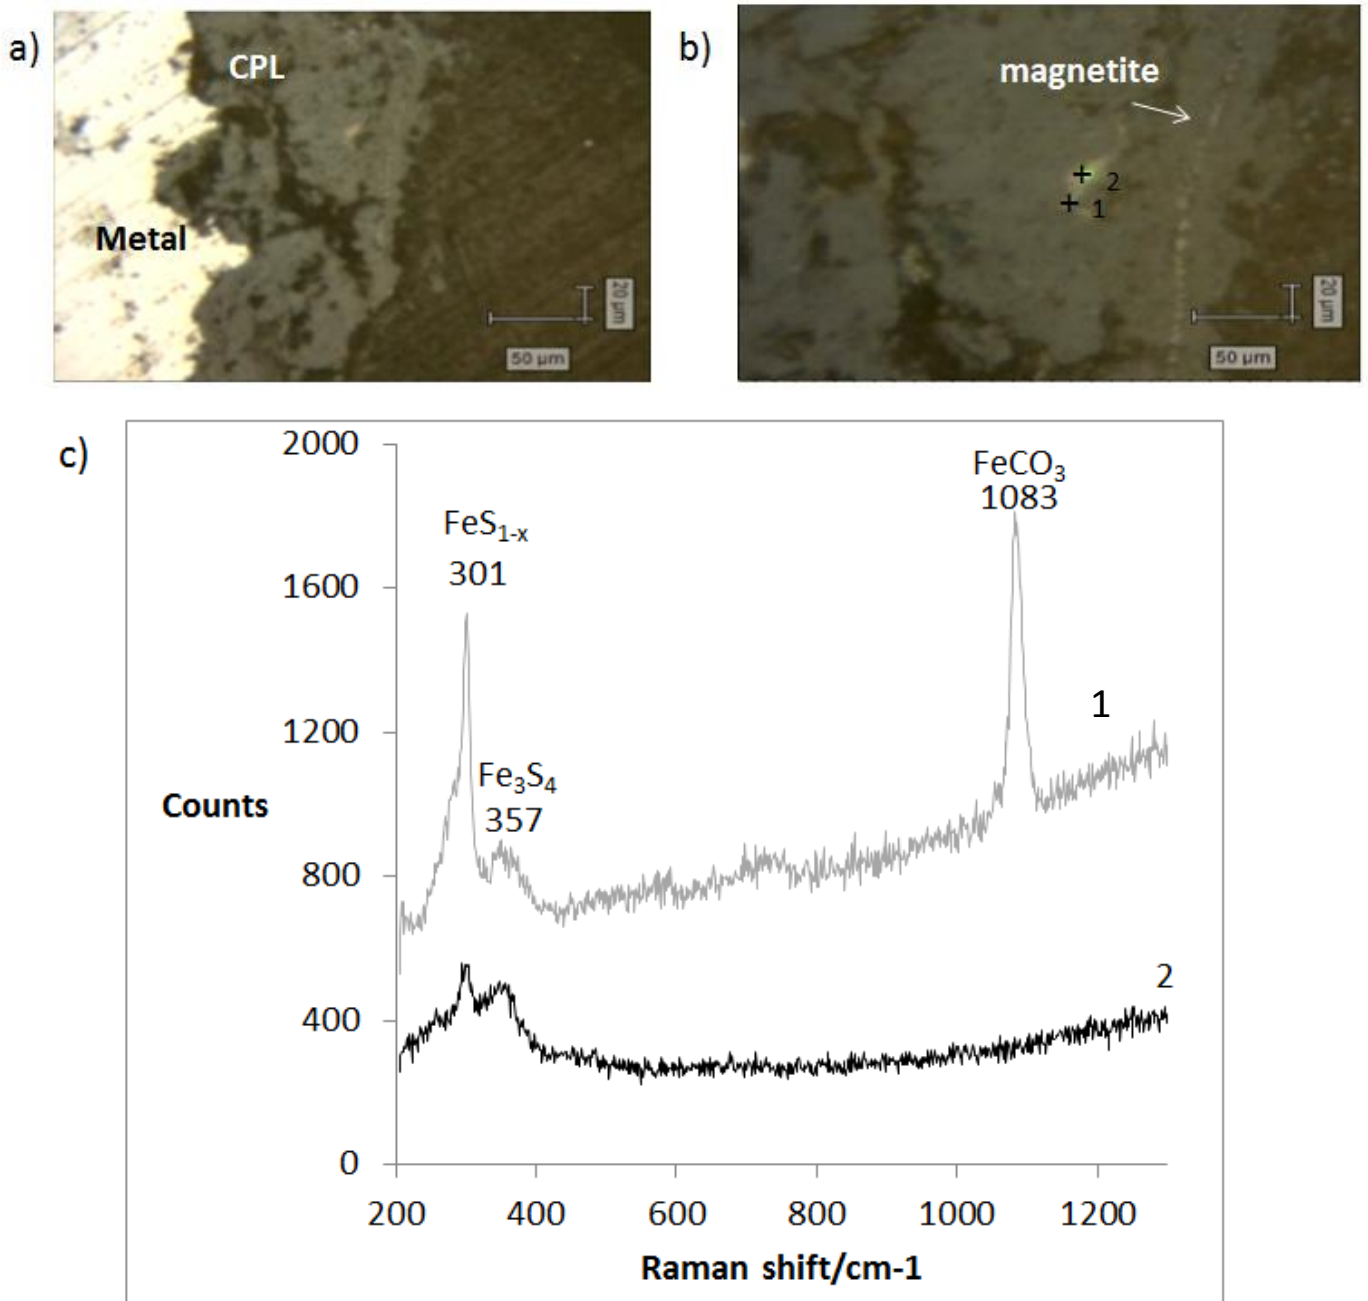 a)
CPL
Metal
20 µm
50 µm
b)
magnetite
2
1
20 µm
50 µm
c)
2000
1600
1200
800
400
0
Counts
FeS₁₋ₓ
301
Fe₃S₄
357
FeCO₃
1083
1
2
200 400 600 800 1000 1200
Raman shift/cm-1